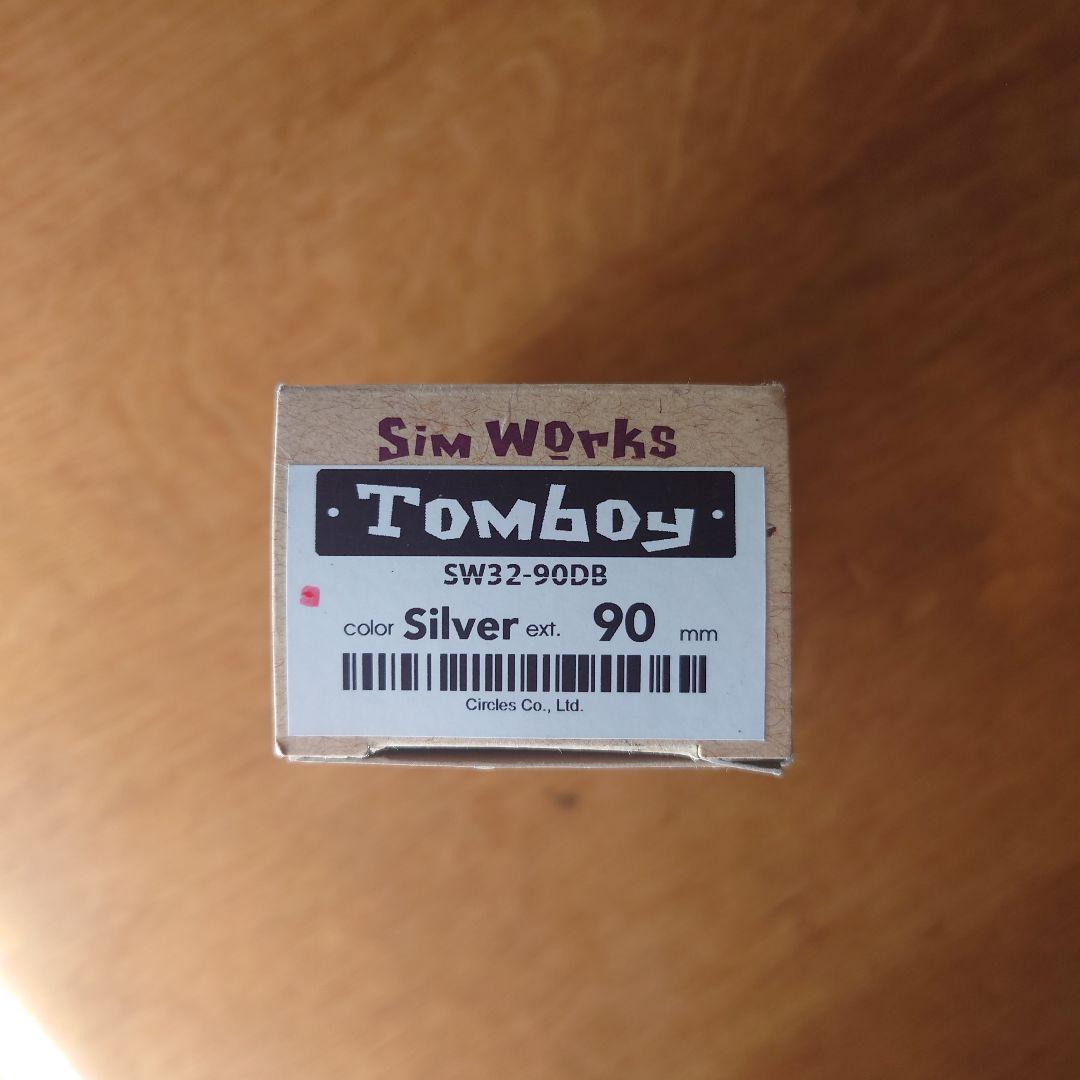 Sim Works
Tomboy
SW32-90DB
color Silver ext. 90 mm
Circles Co., Ltd.